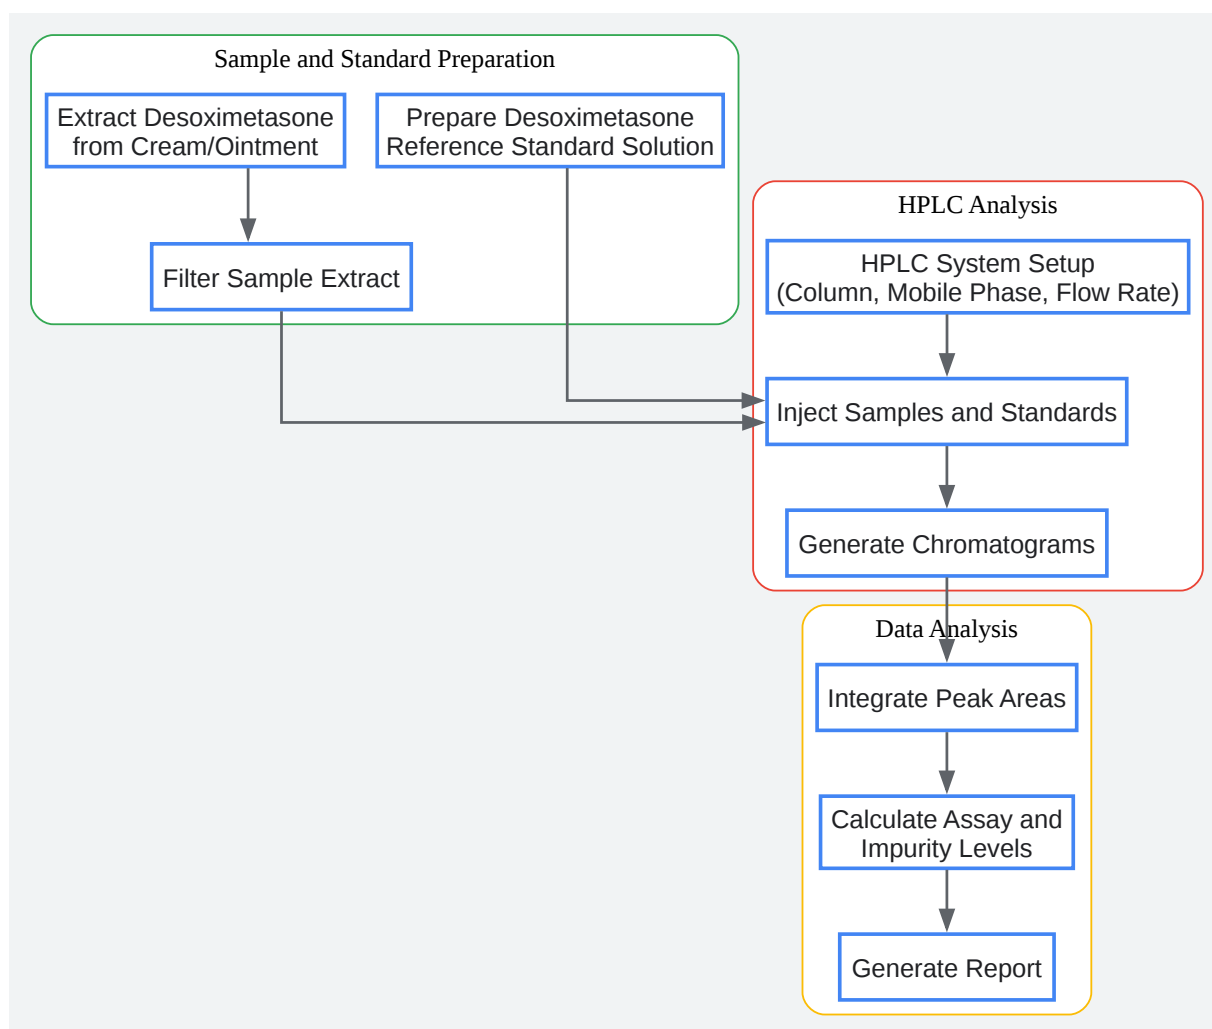 Sample and Standard Preparation
Extract Desoximetasone
from Cream/Ointment
Prepare Desoximetasone
Reference Standard Solution
Filter Sample Extract
HPLC Analysis
HPLC System Setup
(Column, Mobile Phase, Flow Rate)
Inject Samples and Standards
Generate Chromatograms
Data Analysis
Integrate Peak Areas
Calculate Assay and
Impurity Levels
Generate Report